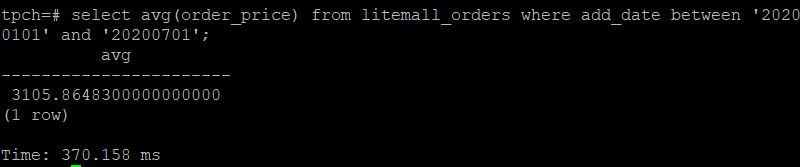 tpch=# select avg(order_price) from litemall_orders where add_date between '2020
0101' and '20200701';
avg
-----------------------
3105.8648300000000000
(1 row)
Time: 370.158 ms